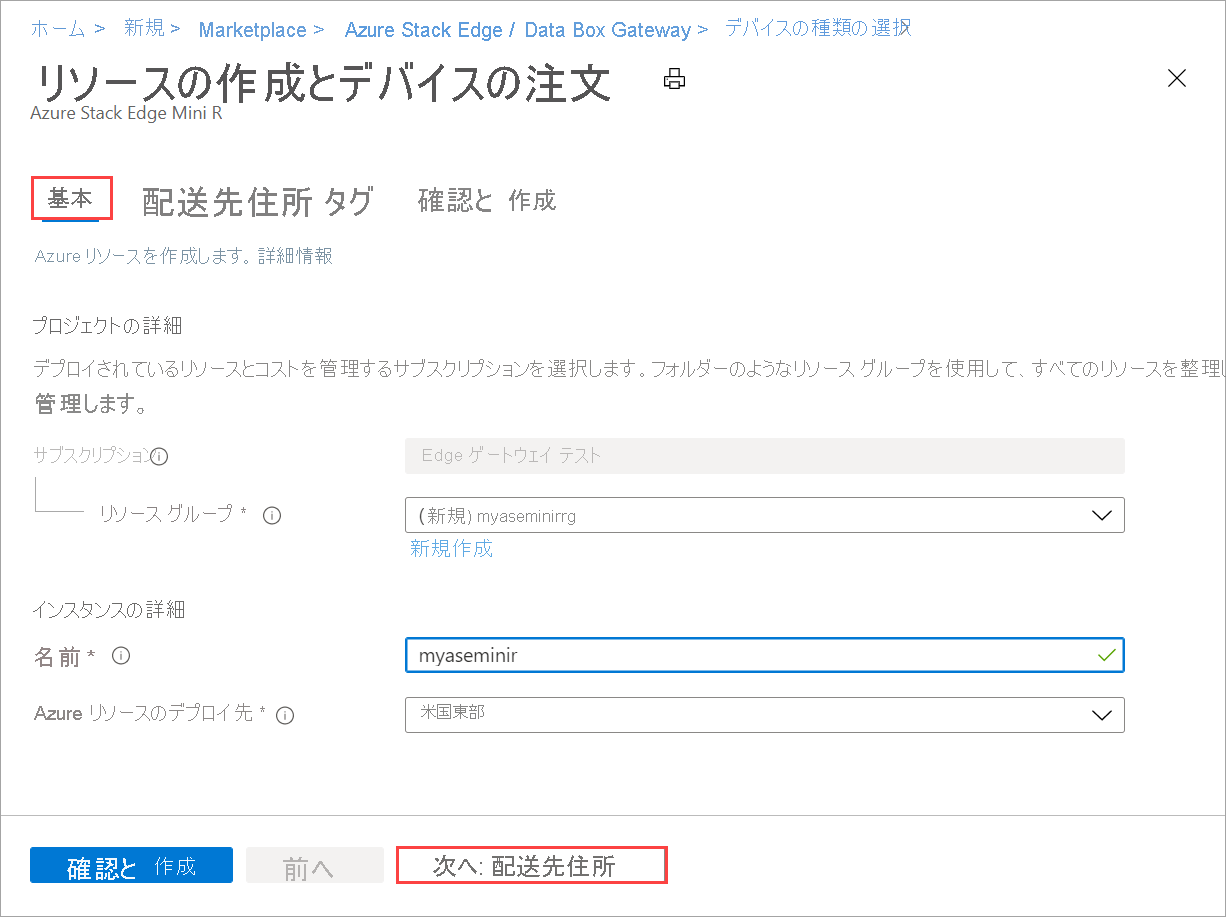 ホーム > 新規 > Marketplace > Azure Stack Edge / Data Box Gateway > デバイスの種類の選択
リソースの作成とデバイスの注文
Azure Stack Edge Mini R
基本 配送先住所 タグ 確認と 作成
Azure リソースを作成します。詳細情報
プロジェクトの詳細
デプロイされているリソースとコストを管理するサブスクリプションを選択します。フォルダーのようなリソース グループを使用して、すべてのリソースを整理し
管理します。
サブスクリプション Edge ゲートウェイ テスト
リソース グループ * (新規) myaseminirrg
新規作成
インスタンスの詳細
名前 * myaseminir
Azure リソースのデプロイ先 * 米国東部
確認と 作成 前へ 次へ: 配送先住所